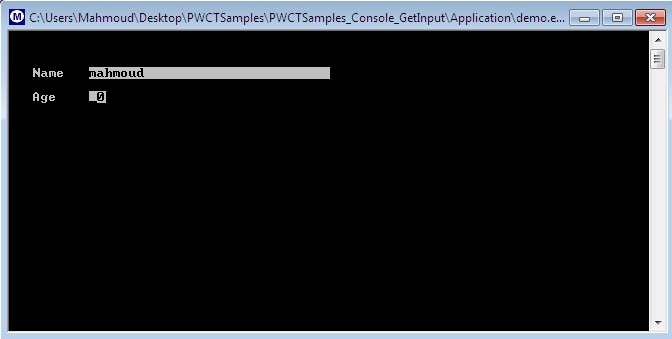 M C:\Users\Mahmoud\Desktop\PWCTSamples\PWCTSamples_Console_GetInput\Application\demo.e...
Name mahmoud
Age 0